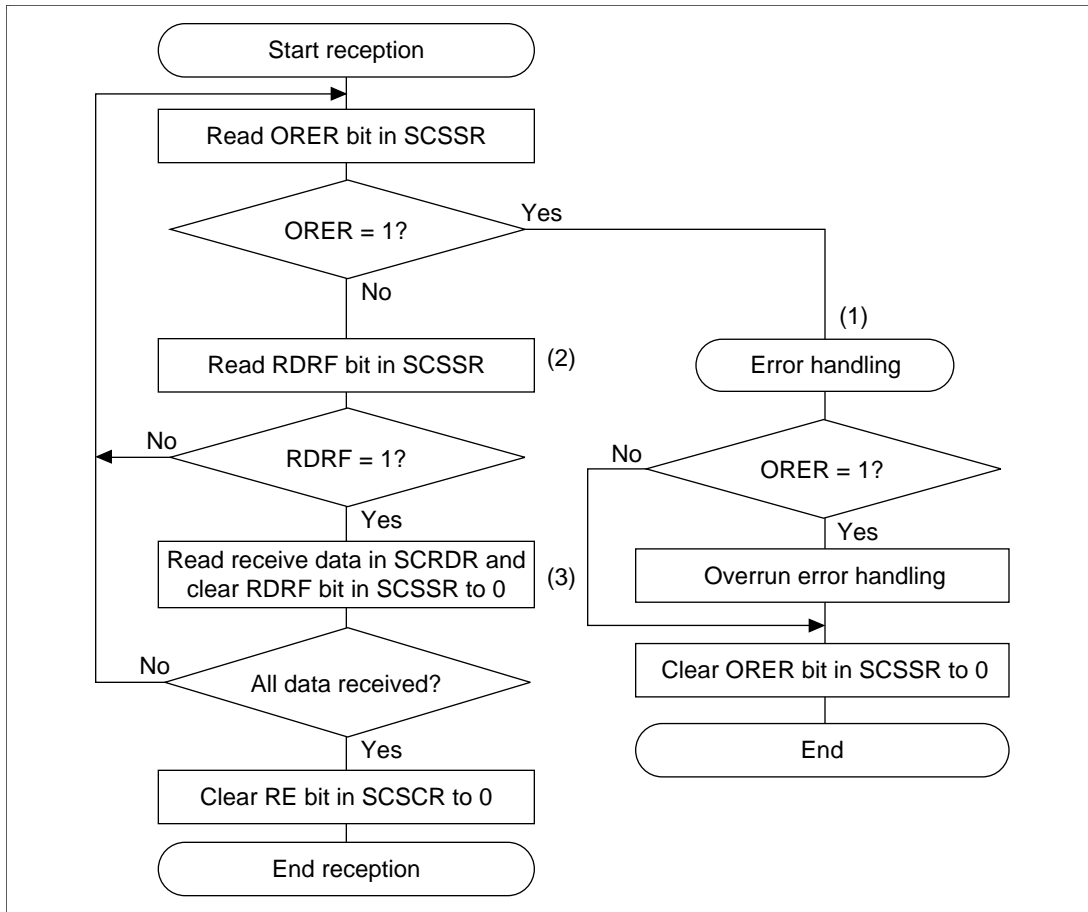 Start reception
Read ORER bit in SCSSR
ORER = 1?
Yes
No
(1)
Read RDRF bit in SCSSR
(2)
Error handling
No
RDRF = 1?
Yes
No
ORER = 1?
Yes
Read receive data in SCRDR and
clear RDRF bit in SCSSR to 0
(3)
Overrun error handling
No
All data received?
Yes
Clear ORER bit in SCSSR to 0
End
Clear RE bit in SCSCR to 0
End reception